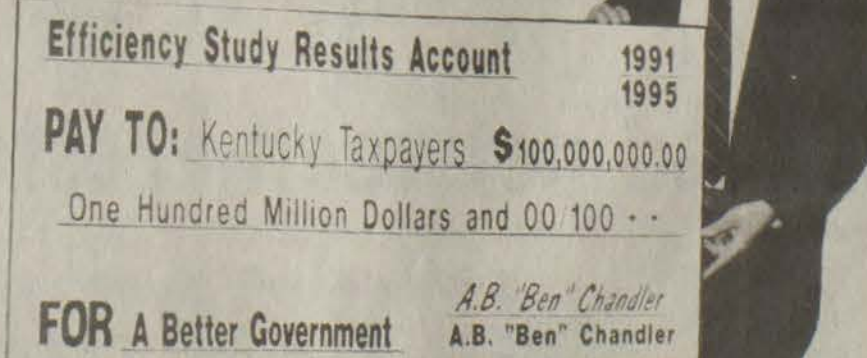 Efficiency Study Results Account 1991
1995
PAY TO: Kentucky Taxpayers $100,000,000.00
One Hundred Million Dollars and 00/100 - -
FOR A Better Government A.B. "Ben" Chandler
A.B. "Ben" Chandler